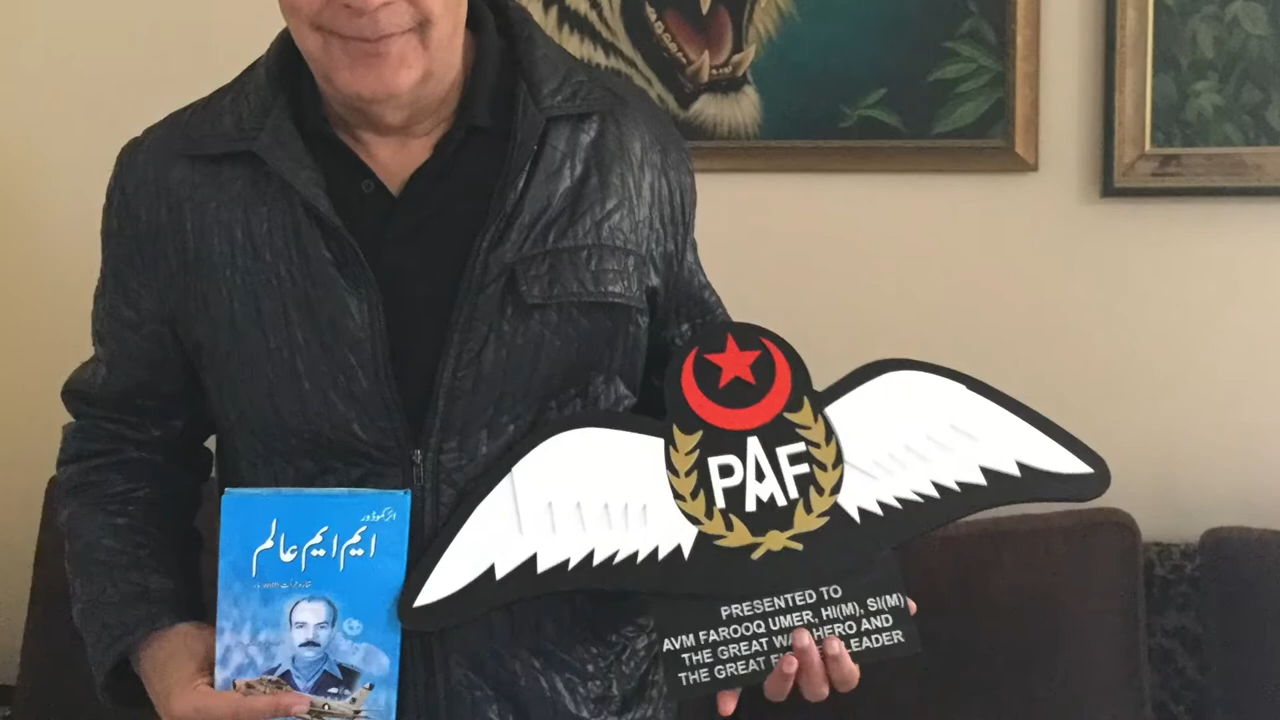 ائر کموڈور
ایم ایم عالم
PAF
PRESENTED TO
AVM FAROOQ UMER, HI(M), SI(M)
THE GREAT WAR HERO AND
THE GREAT LEADER